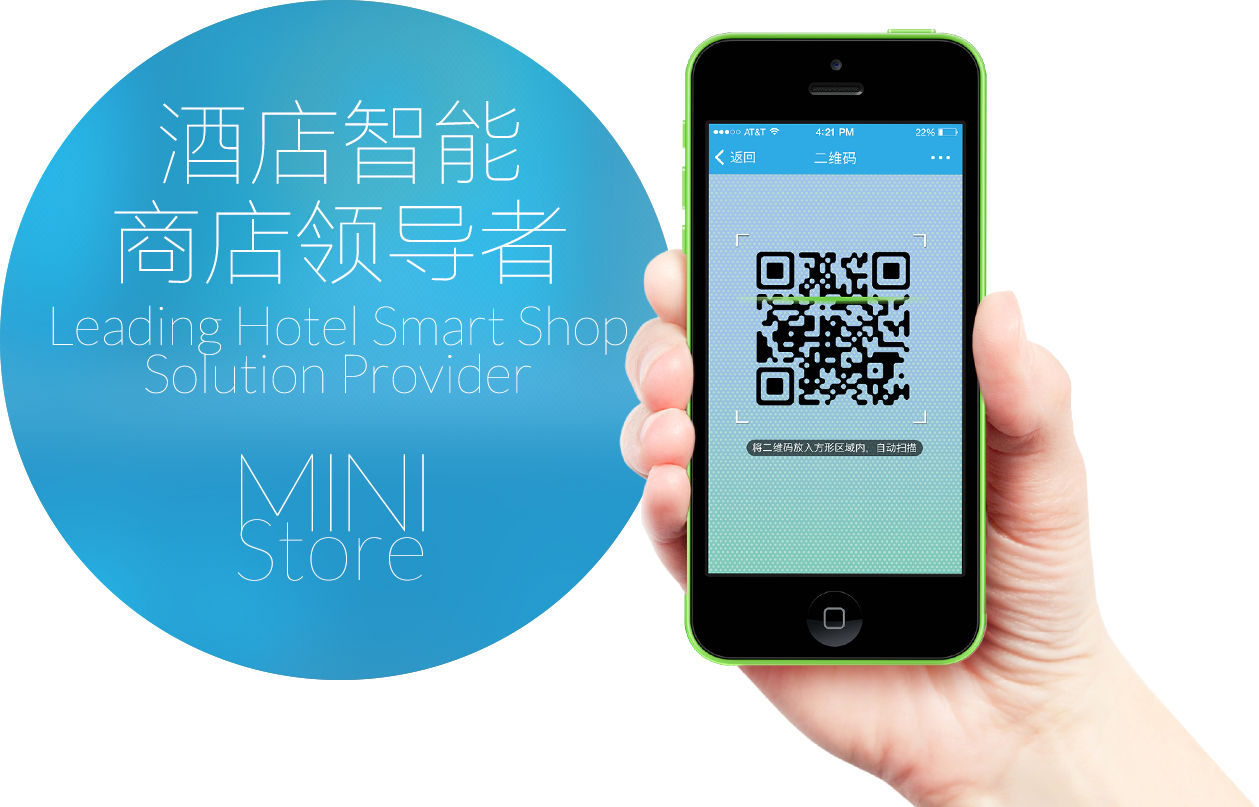 酒店智能
商店领导者
Leading Hotel Smart Shop
Solution Provider
MINI
Store
AT&T 4:21 PM 22%
返回 二维码
将二维码放入方形区域内，自动扫描